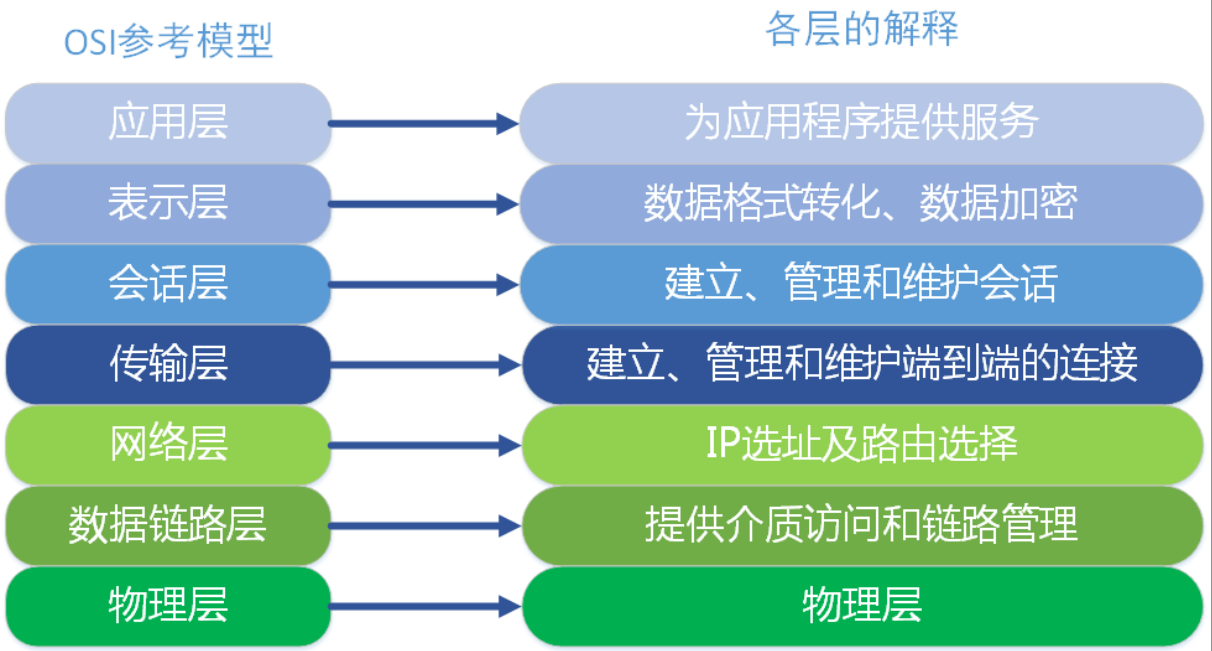 OSI参考模型
各层的解释
应用层
为应用程序提供服务
表示层
数据格式转化、数据加密
会话层
建立、管理和维护会话
传输层
建立、管理和维护端到端的连接
网络层
IP选址及路由选择
数据链路层
提供介质访问和链路管理
物理层
物理层